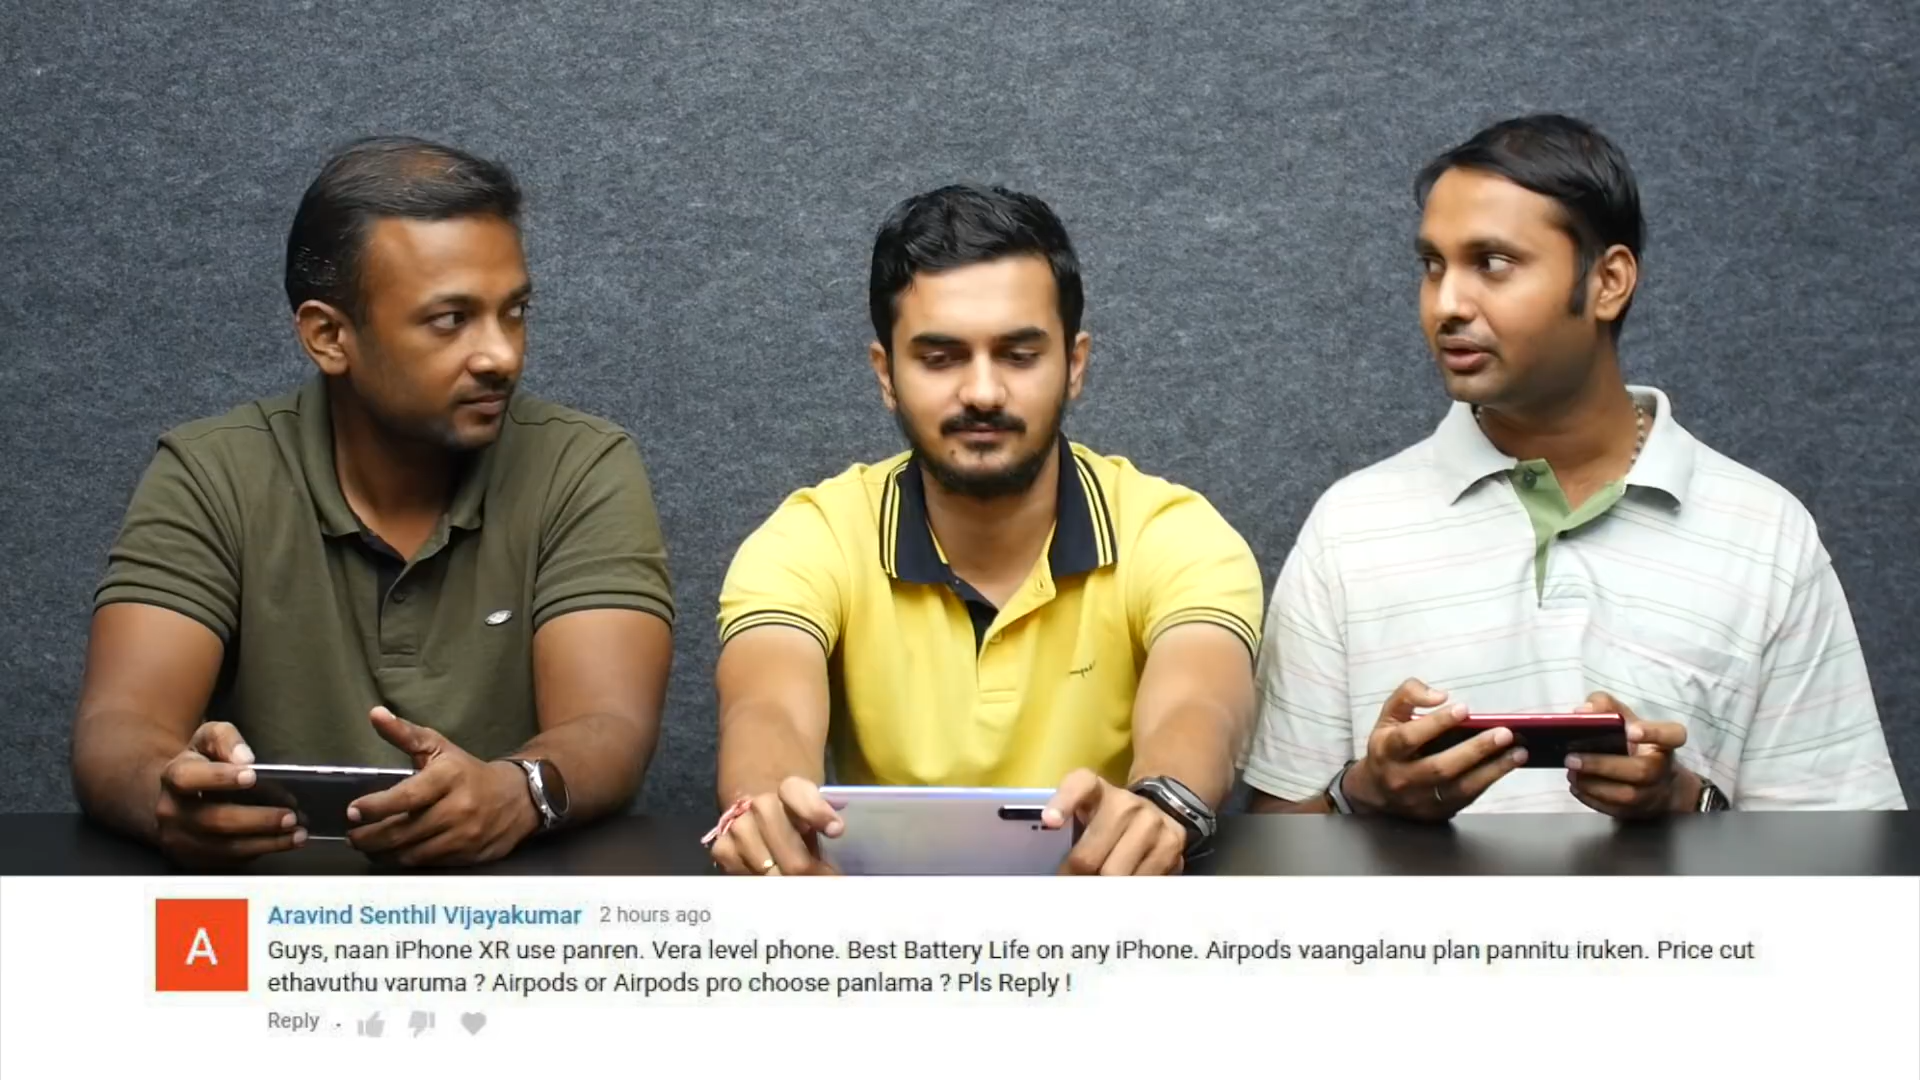 A
Aravind Senthil Vijayakumar 2 hours ago
Guys, naan iPhone XR use panren. Vera level phone. Best Battery Life on any iPhone. Airpods vaangalanu plan pannitu iruken. Price cut
ethavuthu varuma ? Airpods or Airpods pro choose panlama ? Pls Reply !
Reply .